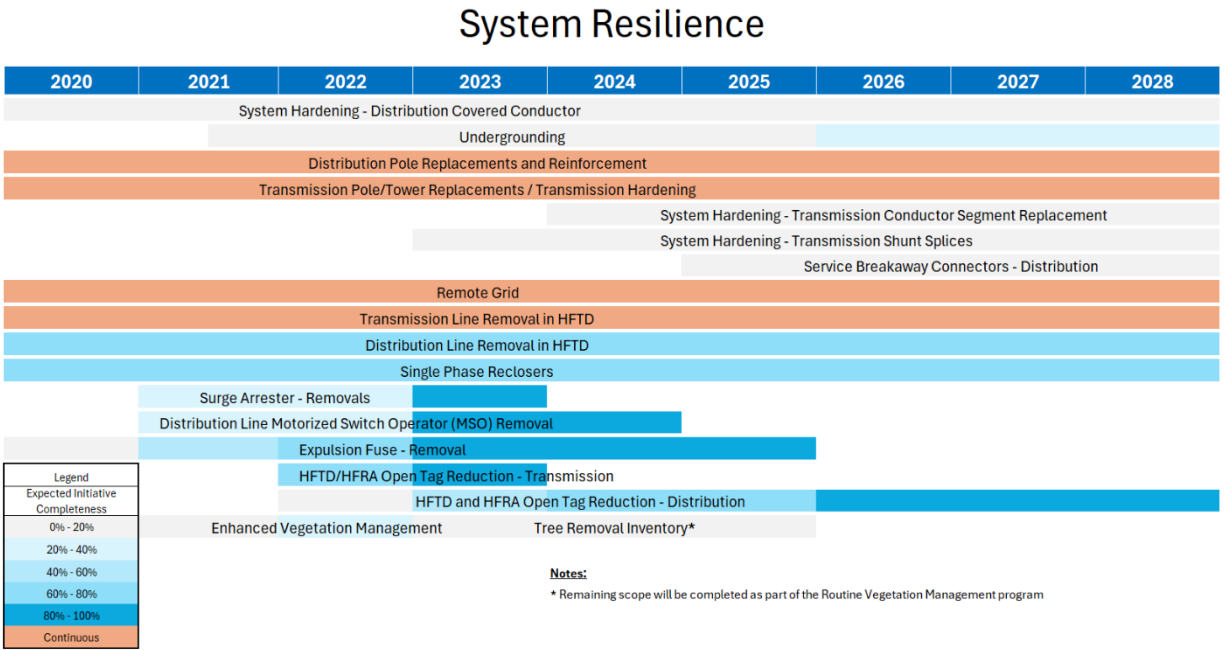 System Resilience
2020 2021 2022 2023 2024 2025 2026 2027 2028
System Hardening - Distribution Covered Conductor
Undergrounding
Distribution Pole Replacements and Reinforcement
Transmission Pole/Tower Replacements / Transmission Hardening
System Hardening - Transmission Conductor Segment Replacement
System Hardening - Transmission Shunt Splices
Service Breakaway Connectors - Distribution
Remote Grid
Transmission Line Removal in HFTD
Distribution Line Removal in HFTD
Single Phase Reclosers
Surge Arrester - Removals
Distribution Line Motorized Switch Operator (MSO) Removal
Expulsion Fuse - Removal
HFTD/HFRA Open Tag Reduction - Transmission
HFTD and HFRA Open Tag Reduction - Distribution
Enhanced Vegetation Management Tree Removal Inventory*
Legend
Expected Initiative
Completeness
0% - 20%
20% - 40%
40% - 60%
60% - 80%
80% - 100%
Continuous
Notes:
* Remaining scope will be completed as part of the Routine Vegetation Management program